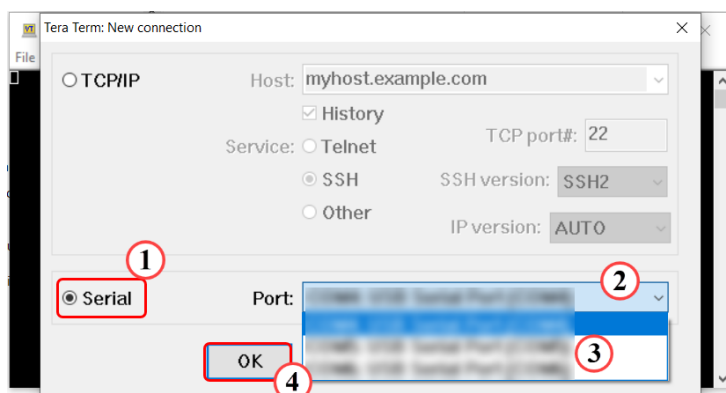 Tera Term: New connection
VT
File
TCP/IP
Host: myhost.example.com
History
Service: Telnet
TCP port#: 22
SSH
SSH version: SSH2
Other
IP version: AUTO
1
2
Serial
Port:
3
OK
4